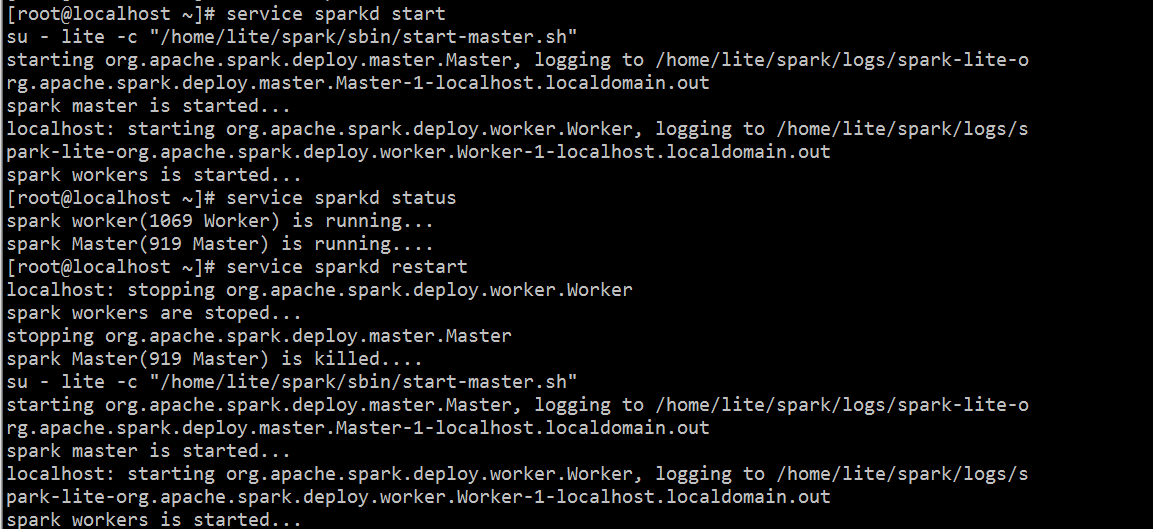 [root@localhost ~]# service sparkd start
su - lite -c "/home/lite/spark/sbin/start-master.sh"
starting org.apache.spark.deploy.master.Master, logging to /home/lite/spark/logs/spark-lite-o
rg.apache.spark.deploy.master.Master-1-localhost.localdomain.out
spark master is started...
localhost: starting org.apache.spark.deploy.worker.Worker, logging to /home/lite/spark/logs/s
park-lite-org.apache.spark.deploy.worker.Worker-1-localhost.localdomain.out
spark workers is started...
[root@localhost ~]# service sparkd status
spark worker(1069 Worker) is running...
spark Master(919 Master) is running....
[root@localhost ~]# service sparkd restart
localhost: stopping org.apache.spark.deploy.worker.Worker
spark workers are stoped...
stopping org.apache.spark.deploy.master.Master
spark Master(919 Master) is killed....
su - lite -c "/home/lite/spark/sbin/start-master.sh"
starting org.apache.spark.deploy.master.Master, logging to /home/lite/spark/logs/spark-lite-o
rg.apache.spark.deploy.master.Master-1-localhost.localdomain.out
spark master is started...
localhost: starting org.apache.spark.deploy.worker.Worker, logging to /home/lite/spark/logs/s
park-lite-org.apache.spark.deploy.worker.Worker-1-localhost.localdomain.out
spark workers is started...